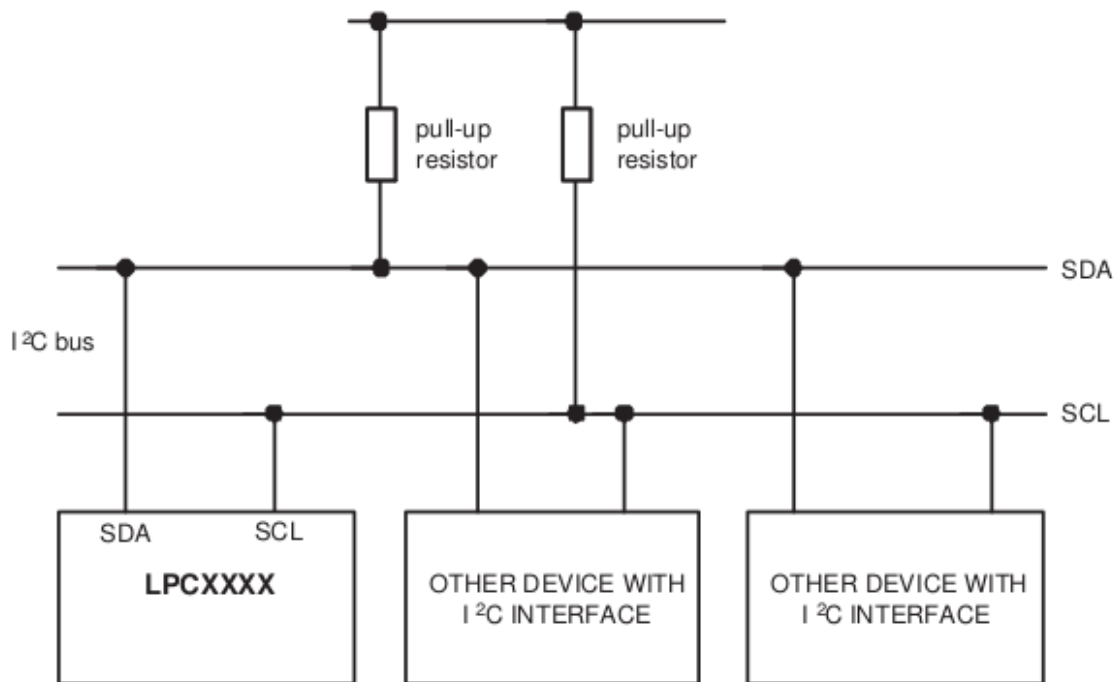 pull-up
resistor
pull-up
resistor
SDA
I²C bus
SCL
SDA
SCL
LPCXXXX
OTHER DEVICE WITH
I²C INTERFACE
OTHER DEVICE WITH
I²C INTERFACE